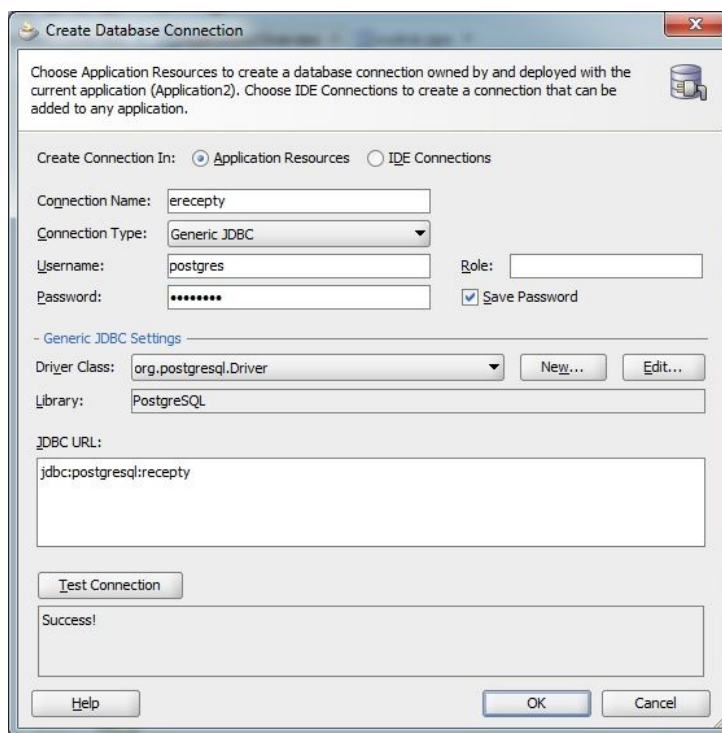 Create Database Connection
Choose Application Resources to create a database connection owned by and deployed with the
current application (Application2). Choose IDE Connections to create a connection that can be
added to any application.
Create Connection In: Application Resources IDE Connections
Connection Name: erecepty
Connection Type: Generic JDBC
Username: postgres Role:
Password: •••••••• Save Password
Generic JDBC Settings
Driver Class: org.postgresql.Driver New... Edit...
Library: PostgreSQL
JDBC URL:
jdbc:postgresql:recepty
Test Connection
Success!
Help OK Cancel